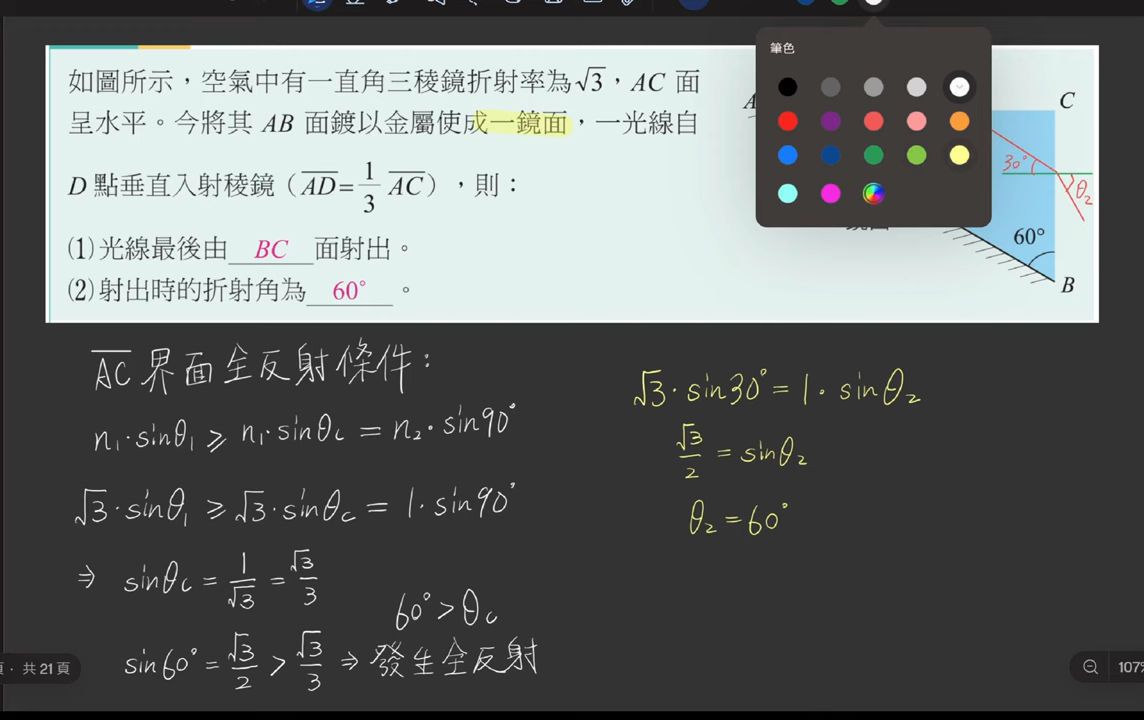 筆色
如圖所示，空氣中有一直角三稜鏡折射率為√3，AC 面
呈水平。今將其 AB 面鍍以金屬使成一鏡面，一光線自
D 點垂直入射稜鏡（AD=1/3 AC），則：
⑴光線最後由 BC 面射出。
⑵射出時的折射角為 60° 。
A
C
30°
θ₂
60°
B
AC 界面全反射條件：
n₁·sinθ₁ ⩾ n₁·sinθc = n₂·sin90°
√3·sinθ₁ ⩾ √3·sinθc = 1·sin90°
⇒ sinθc = 1/√3 = √3/3
60° > θc
sin60° = √3/2 > √3/3 ⇒ 發生全反射
√3·sin30° = 1·sinθ₂
√3/2 = sinθ₂
θ₂ = 60°
頁 · 共 21 頁
107%